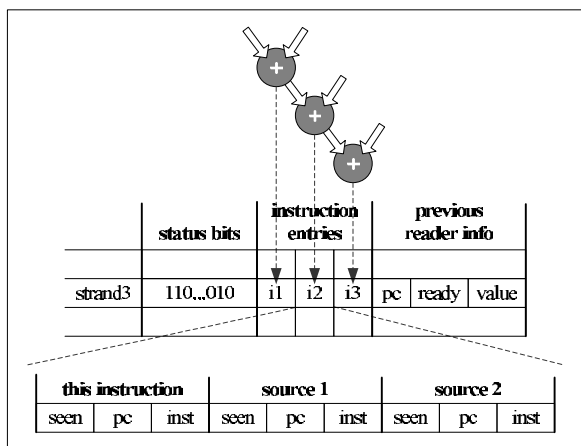 +
+
+
status bits instruction entries previous reader info
strand3 110...010 i1 i2 i3 pc ready value
this instruction source 1 source 2
seen pc inst seen pc inst seen pc inst